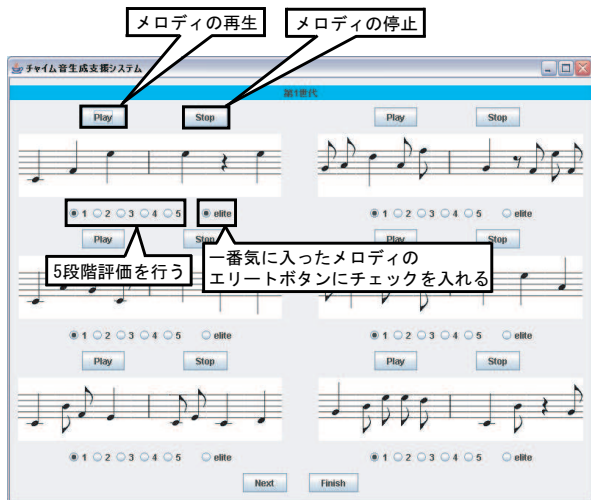 メロディの再生
メロディの停止
チャイム音生成支援システム
第1世代
Play Stop Play Stop
1 2 3 4 5 elite 1 2 3 4 5 elite
Play Stop Play Stop
5段階評価を行う
一番気に入ったメロディの
エリートボタンにチェックを入れる
1 2 3 4 5 elite 1 2 3 4 5 elite
Play Stop Play Stop
1 2 3 4 5 elite 1 2 3 4 5 elite
Next Finish